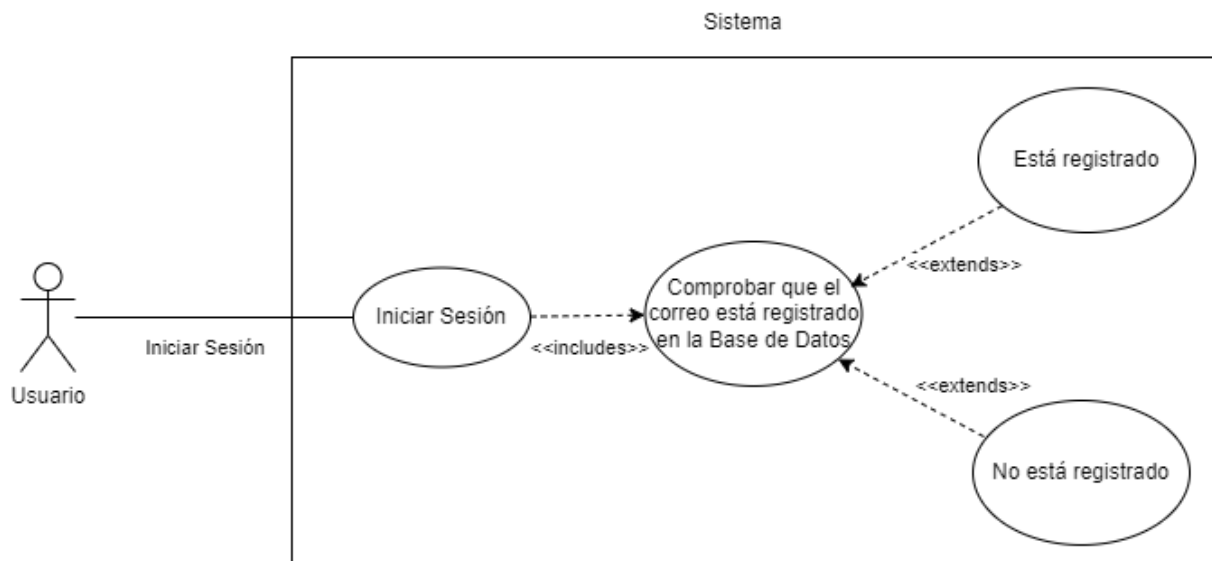 Sistema
Está registrado
<<extends>>
Comprobar que el
correo está registrado
en la Base de Datos
Iniciar Sesión
Iniciar Sesión
<<includes>>
Usuario
<<extends>>
No está registrado